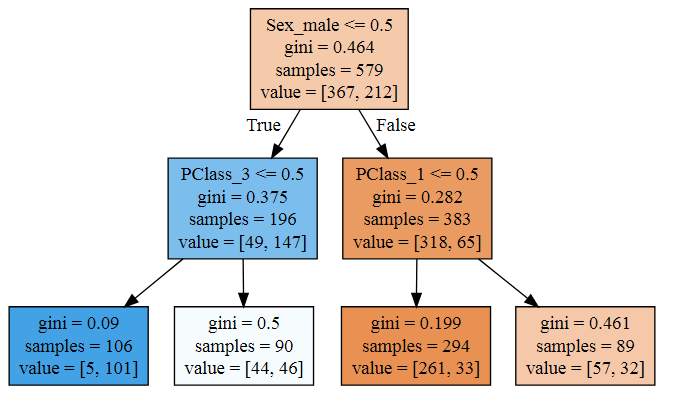 Sex_male <= 0.5
gini = 0.464
samples = 579
value = [367, 212]
True
False
PClass_3 <= 0.5
gini = 0.375
samples = 196
value = [49, 147]
PClass_1 <= 0.5
gini = 0.282
samples = 383
value = [318, 65]
gini = 0.09
samples = 106
value = [5, 101]
gini = 0.5
samples = 90
value = [44, 46]
gini = 0.199
samples = 294
value = [261, 33]
gini = 0.461
samples = 89
value = [57, 32]